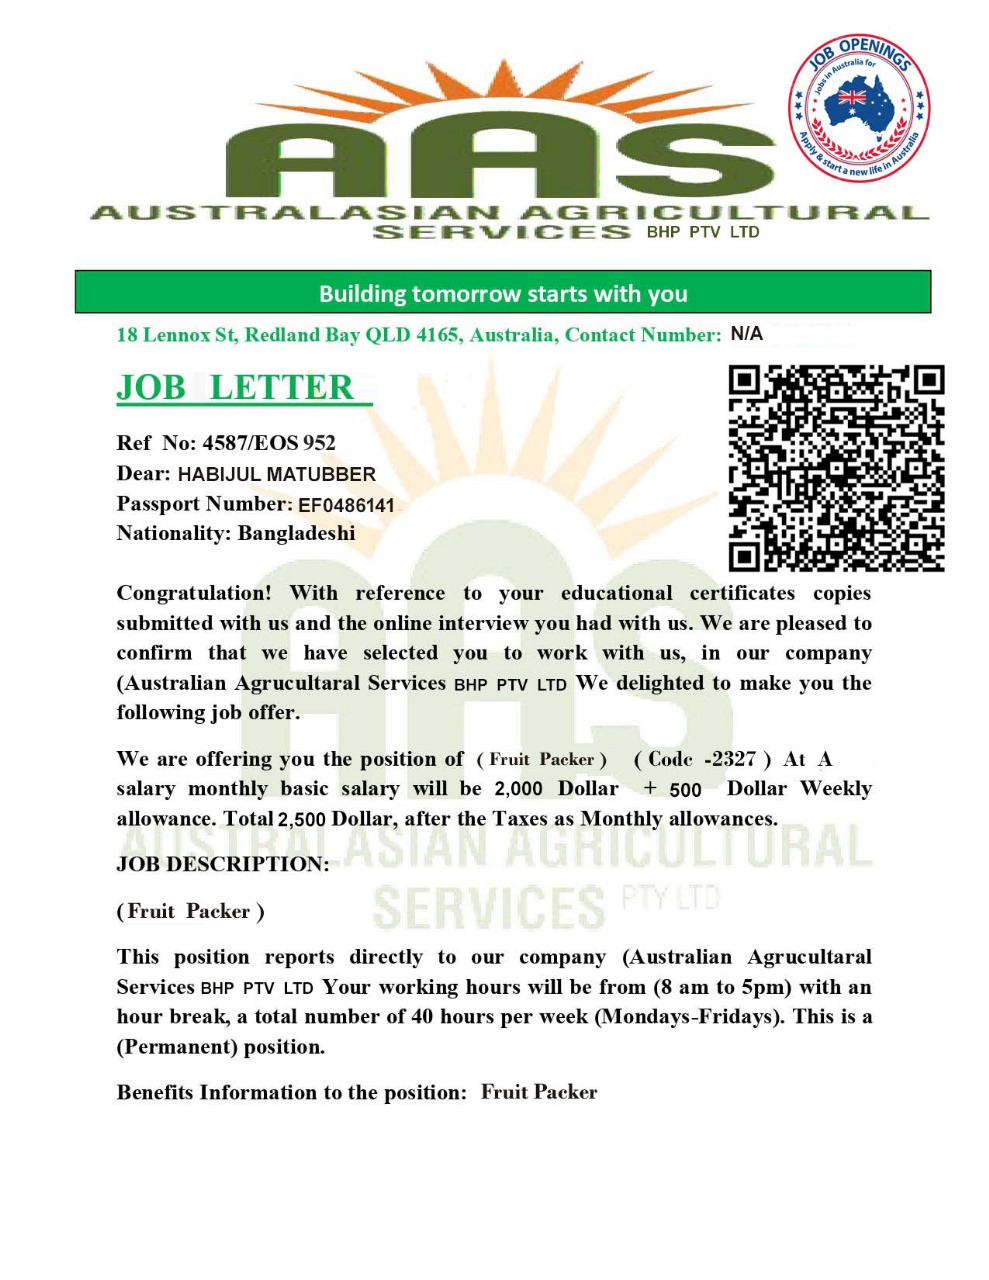 JOB OPENINGS
Jobs in Australia for
Apply & start a new life in Australia
AAS
AUSTRALASIAN AGRICULTURAL
SERVICES BHP PTV LTD
Building tomorrow starts with you
18 Lennox St, Redland Bay QLD 4165, Australia, Contact Number: N/A
JOB LETTER
Ref No: 4587/EOS 952
Dear: HABIJUL MATUBBER
Passport Number: EF0486141
Nationality: Bangladeshi
Congratulation! With reference to your educational certificates copies
submitted with us and the online interview you had with us. We are pleased to
confirm that we have selected you to work with us, in our company
(Australian Agrucultaral Services BHP PTV LTD We delighted to make you the
following job offer.
We are offering you the position of ( Fruit Packer ) ( Code -2327 ) At A
salary monthly basic salary will be 2,000 Dollar + 500 Dollar Weekly
allowance. Total 2,500 Dollar, after the Taxes as Monthly allowances.
JOB DESCRIPTION:
( Fruit Packer )
This position reports directly to our company (Australian Agrucultaral
Services BHP PTV LTD Your working hours will be from (8 am to 5pm) with an
hour break, a total number of 40 hours per week (Mondays-Fridays). This is a
(Permanent) position.
Benefits Information to the position: Fruit Packer
AAS
AUSTRALASIAN AGRICULTURAL
SERVICES PTY LTD